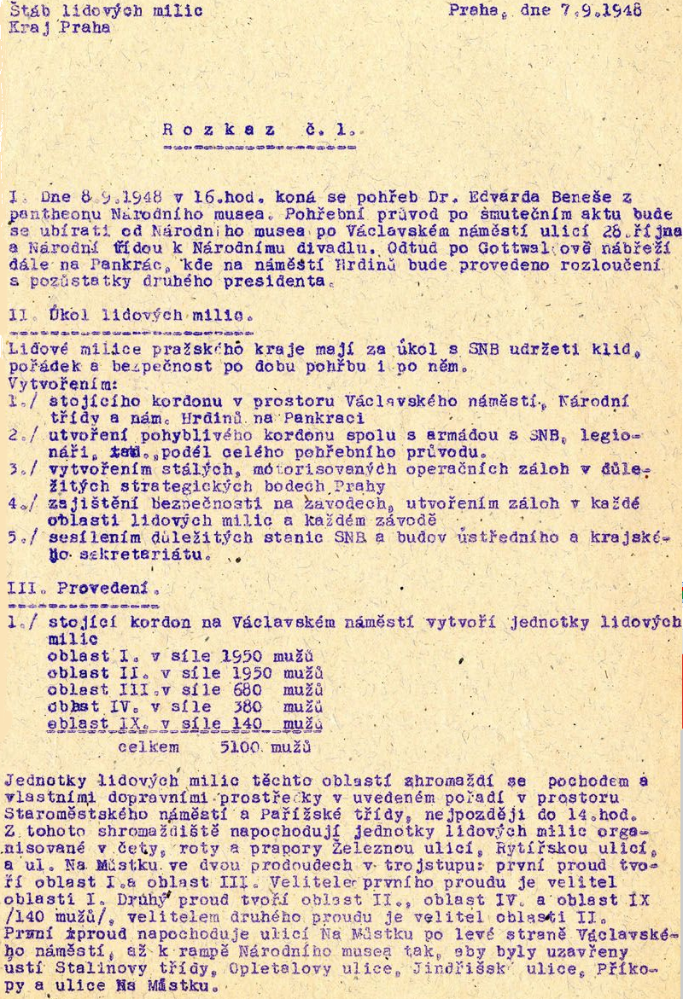 Štáb lidových milic Praha, dne 7.9.1948
Kraj Praha
R o z k a z č. 1.
I. Dne 8.9.1948 v 16.hod. koná se pohřeb Dr. Edvarda Beneše z
pantheonu Národního musea. Pohřební průvod po smutečním aktu bude
se ubírati od Národního musea po Václavském náměstí ulicí 28.října
a Národní třídou k Národnímu divadlu. Odtud po Gottwaldově nábřeží
dále na Pankrác, kde na náměstí Hrdinů bude provedeno rozloučení
s pozůstatky druhého presidenta.
II. Úkol lidových milic.
Lidové milice pražského kraje mají za úkol s SNB udržeti klid,
pořádek a bezpečnost po dobu pohřbu i po něm.
Vytvořením:
1./ stojícího kordonu v prostoru Václavského náměstí, Národní
třídy a nám. Hrdinů na Pankraci
2./ utvoření pohyblivého kordonu spolu s armádou s SNB, legio-
náři, podél celého pohřebního průvodu.
3./ vytvořením stálých, motorisovaných operačních záloh v důle-
žitých strategických bodech Prahy
4./ zajištění bezpečnosti na závodech, utvořením záloh v každé
oblasti lidových milic a každém závodě
5./ sesílením důležitých stanic SNB a budov ústředního a krajské-
ho sekretariátu.
III. Provedení.
1./ stojící kordon na Václavském náměstí vytvoří jednotky lidových
milic
oblast I. v síle 1950 mužů
oblast II. v síle 1950 mužů
oblast III.v síle 680 mužů
oblast IV. v síle 380 mužů
oblast IX. v síle 140 mužů
celkem 5100 mužů
Jednotky lidových milic těchto oblastí shromaždí se pochodem a
vlastními dopravními prostředky v uvedeném pořadí v prostoru
Staroměstského náměstí a Pařížské třídy, nejpozději do 14.hod.
Z tohoto shromaždiště napochodují jednotky lidových milic orga-
nisované v čety, roty a prapory Železnou ulicí, Rytířskou ulicí,
a ul. Na Můstku ve dvou prodoudech v trojstupu: první proud tvo-
ří oblast I.a oblast III. Velitele prvního proudu je velitel
oblasti I. Druhý proud tvoří oblast II., oblast IV. a oblast IX
/140 mužů/, velitelem druhého proudu je velitel oblasti II.
První proud napochoduje ulicí Na Můstku po levé straně Václavské-
ho náměstí, až k rampě Národního musea tak, aby byly uzavřeny
ústí Stalinovy třídy, Opletalovy ulice, Jindřišsk ulice, Příko-
py a ulice Na Můstku.